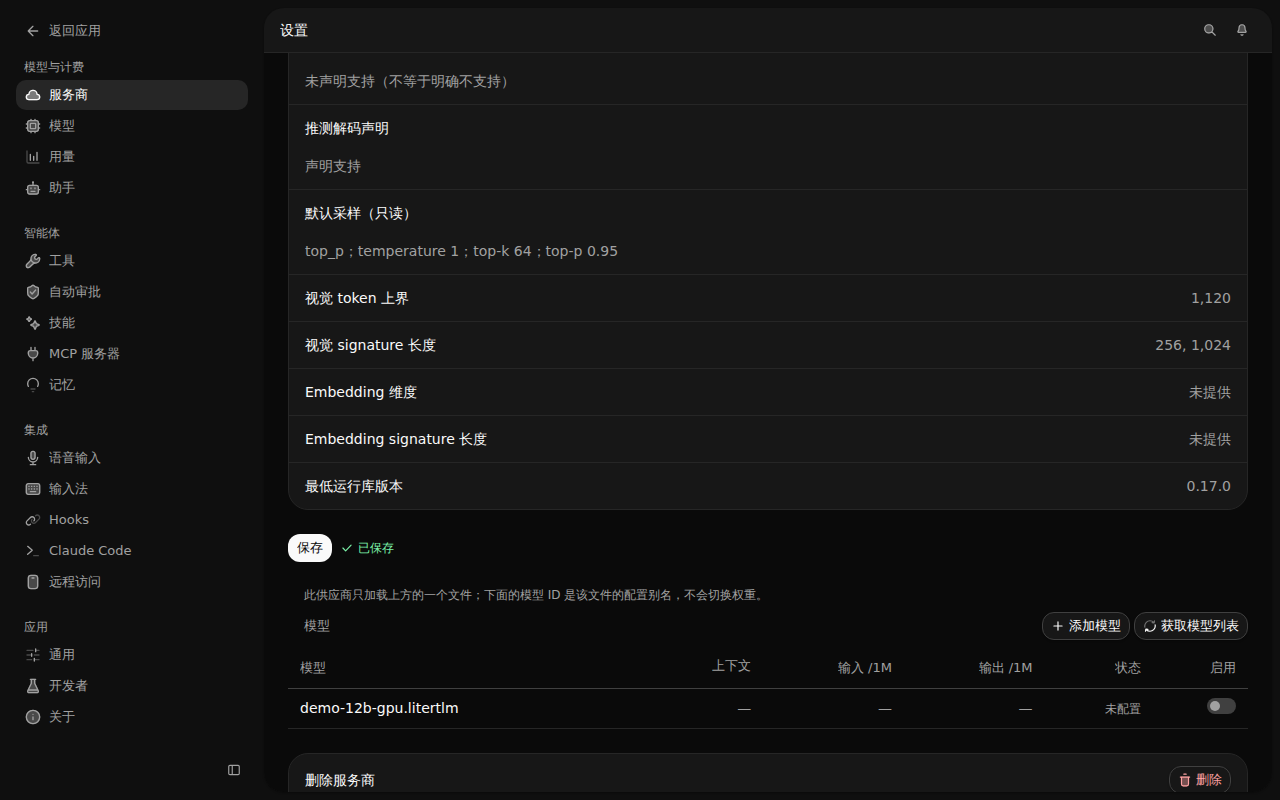 返回应用
模型与计费
服务商
模型
用量
助手
智能体
工具
自动审批
技能
MCP 服务器
记忆
集成
语音输入
输入法
Hooks
Claude Code
远程访问
应用
通用
开发者
关于
设置
未声明支持（不等于明确不支持）
推测解码声明
声明支持
默认采样（只读）
top_p；temperature 1；top-k 64；top-p 0.95
视觉 token 上界 1,120
视觉 signature 长度 256, 1,024
Embedding 维度 未提供
Embedding signature 长度 未提供
最低运行库版本 0.17.0
保存 已保存
此供应商只加载上方的一个文件；下面的模型 ID 是该文件的配置别名，不会切换权重。
模型 添加模型 获取模型列表
模型 上下文 输入 /1M 输出 /1M 状态 启用
demo-12b-gpu.litertlm — — — 未配置
删除服务商 删除